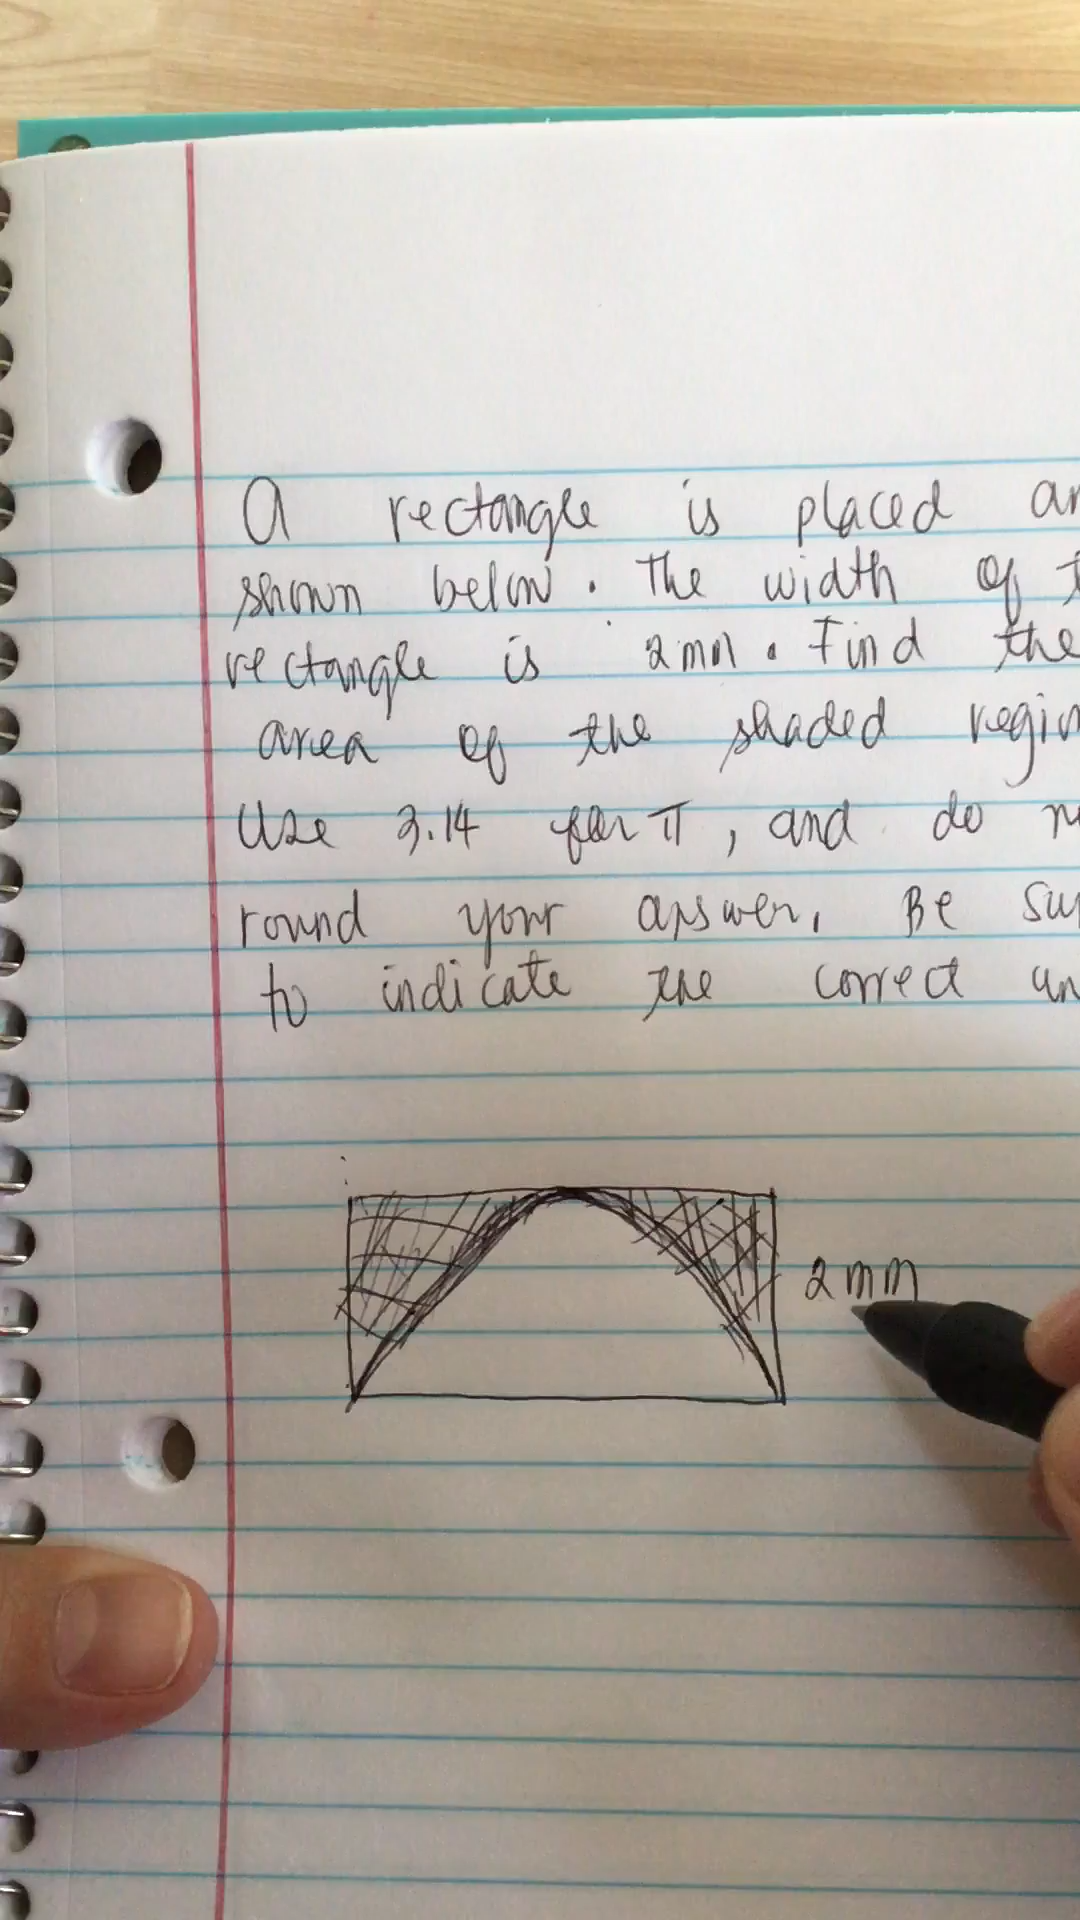 A rectangle is placed
shown below. The width of
rectangle is 2mm. Find the
area of the shaded
Use 3.14 for π, and do
round your answer. Be
to indicate the correct
2mm